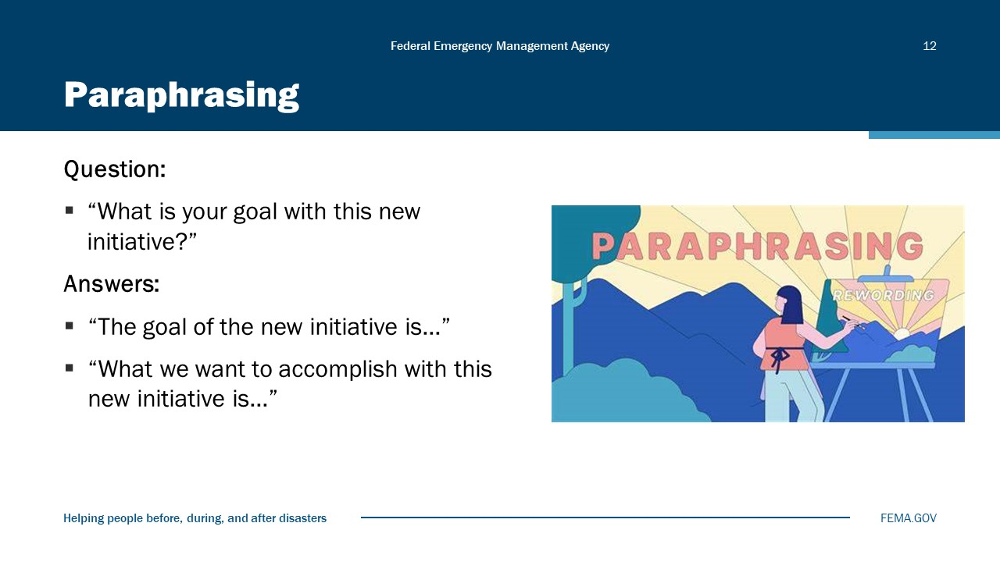 Federal Emergency Management Agency
12
Paraphrasing
Question:
▪ “What is your goal with this new
initiative?”
Answers:
▪ “The goal of the new initiative is…”
▪ “What we want to accomplish with this
new initiative is…”
PARAPHRASING
REWORDING
Helping people before, during, and after disasters
FEMA.GOV